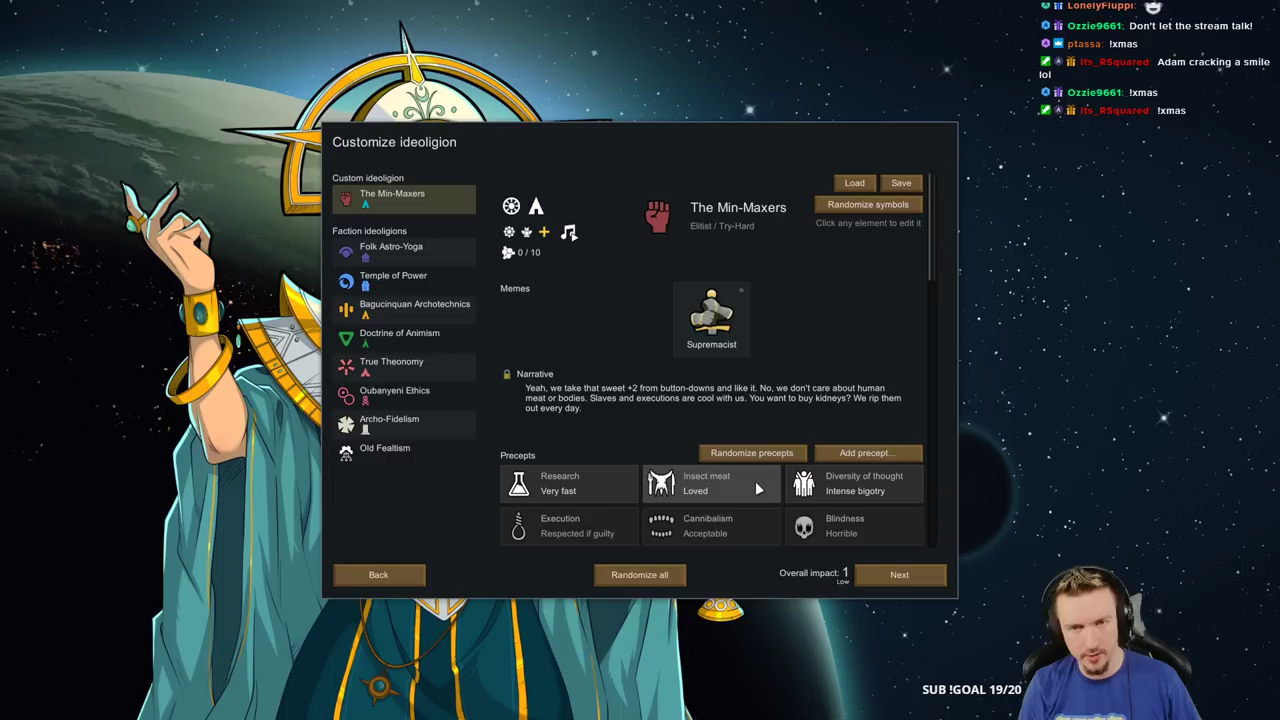 LonelyFluppi:
Ozzie9661: Don't let the stream talk!
ptassa: !xmas
Its_RSquared: Adam cracking a smile
lol
Ozzie9661: !xmas
Its_RSquared: !xmas
Customize ideoligion
Custom ideoligion
The Min-Maxers
Faction ideoligions
Folk Astro-Yoga
Temple of Power
Bagucinquan Archotechnics
Doctrine of Animism
True Theonomy
Oubanyeni Ethics
Archo-Fidelism
Old Fealtism
0 / 10
The Min-Maxers
Elitist / Try-Hard
Load
Save
Randomize symbols
Click any element to edit it
Memes
Supremacist
Narrative
Yeah, we take that sweet +2 from button-downs and like it. No, we don't care about human
meat or bodies. Slaves and executions are cool with us. You want to buy kidneys? We rip them
out every day.
Precepts
Randomize precepts
Add precept...
Research
Very fast
Insect meat
Loved
Diversity of thought
Intense bigotry
Execution
Respected if guilty
Cannibalism
Acceptable
Blindness
Horrible
Back
Randomize all
Overall impact: 1
Low
Next
SUB !GOAL 19/20